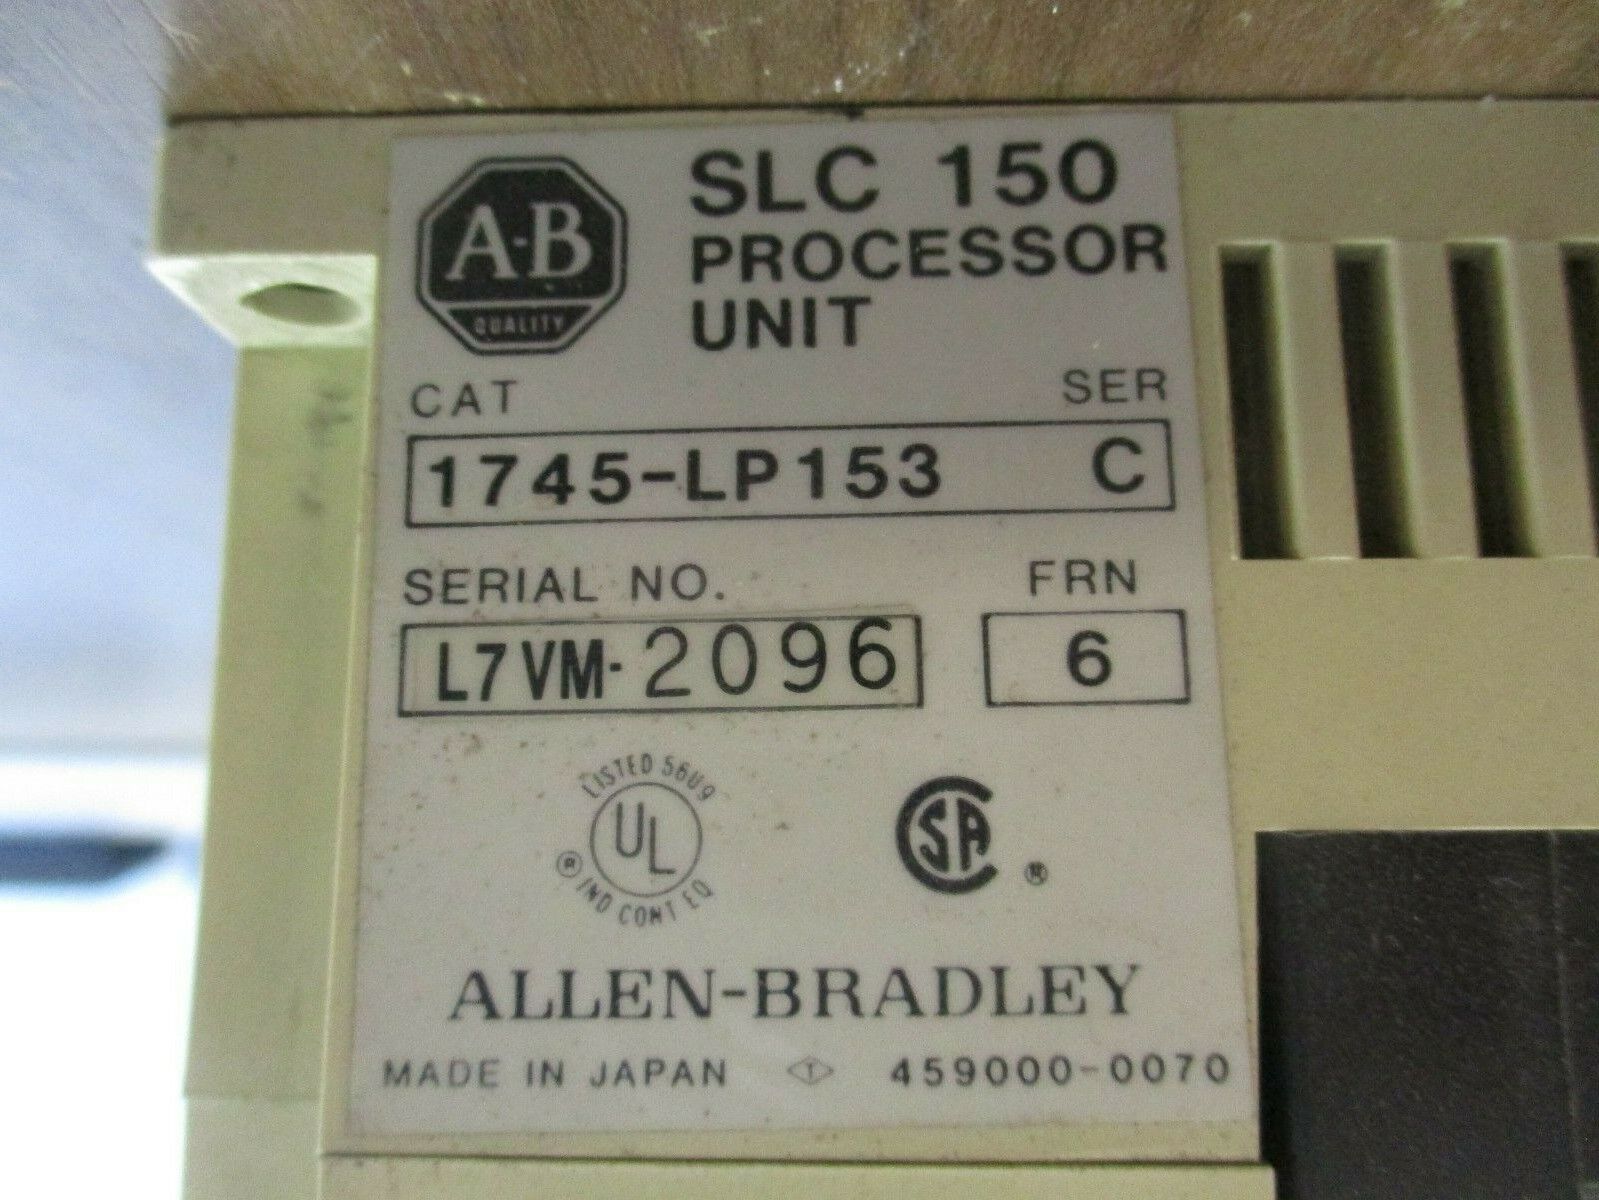 A-B
QUALITY
SLC 150
PROCESSOR
UNIT
CAT SER
1745-LP153 C
SERIAL NO. FRN
L7VM-2096 6
LISTED 56U9
UL
®
IND CONT EQ
SA ®
ALLEN-BRADLEY
MADE IN JAPAN T 459000-0070